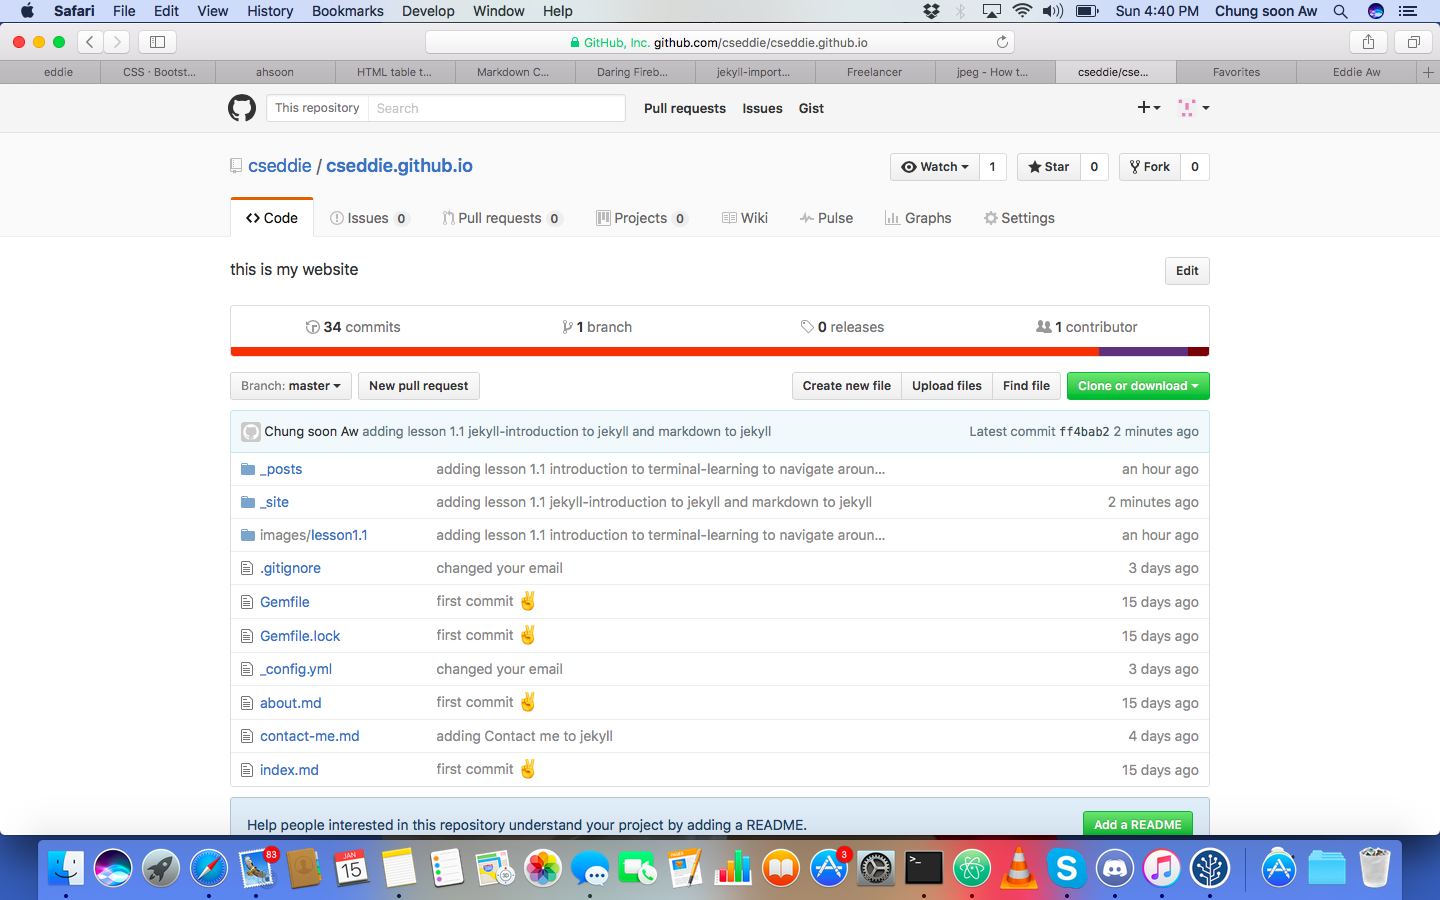 Safari File Edit View History Bookmarks Develop Window Help Sun 4:40 PM Chung soon Aw
GitHub, Inc. github.com/cseddie/cseddie.github.io
eddie CSS · Bootst... ahsoon HTML table t... Markdown C... Daring Fireb... jekyll-import... Freelancer jpeg - How t... cseddie/cse... Favorites Eddie Aw
This repository Search Pull requests Issues Gist
cseddie / cseddie.github.io Watch 1 Star 0 Fork 0
Code Issues 0 Pull requests 0 Projects 0 Wiki Pulse Graphs Settings
this is my website Edit
34 commits 1 branch 0 releases 1 contributor
Branch: master New pull request Create new file Upload files Find file Clone or download
Chung soon Aw adding lesson 1.1 jekyll-introduction to jekyll and markdown to jekyll Latest commit ff4bab2 2 minutes ago
_posts adding lesson 1.1 introduction to terminal-learning to navigate aroun... an hour ago
_site adding lesson 1.1 jekyll-introduction to jekyll and markdown to jekyll 2 minutes ago
images/lesson1.1 adding lesson 1.1 introduction to terminal-learning to navigate aroun... an hour ago
.gitignore changed your email 3 days ago
Gemfile first commit ✌ 15 days ago
Gemfile.lock first commit ✌ 15 days ago
_config.yml changed your email 3 days ago
about.md first commit ✌ 15 days ago
contact-me.md adding Contact me to jekyll 4 days ago
index.md first commit ✌ 15 days ago
Help people interested in this repository understand your project by adding a README. Add a README
83 JAN 15 3